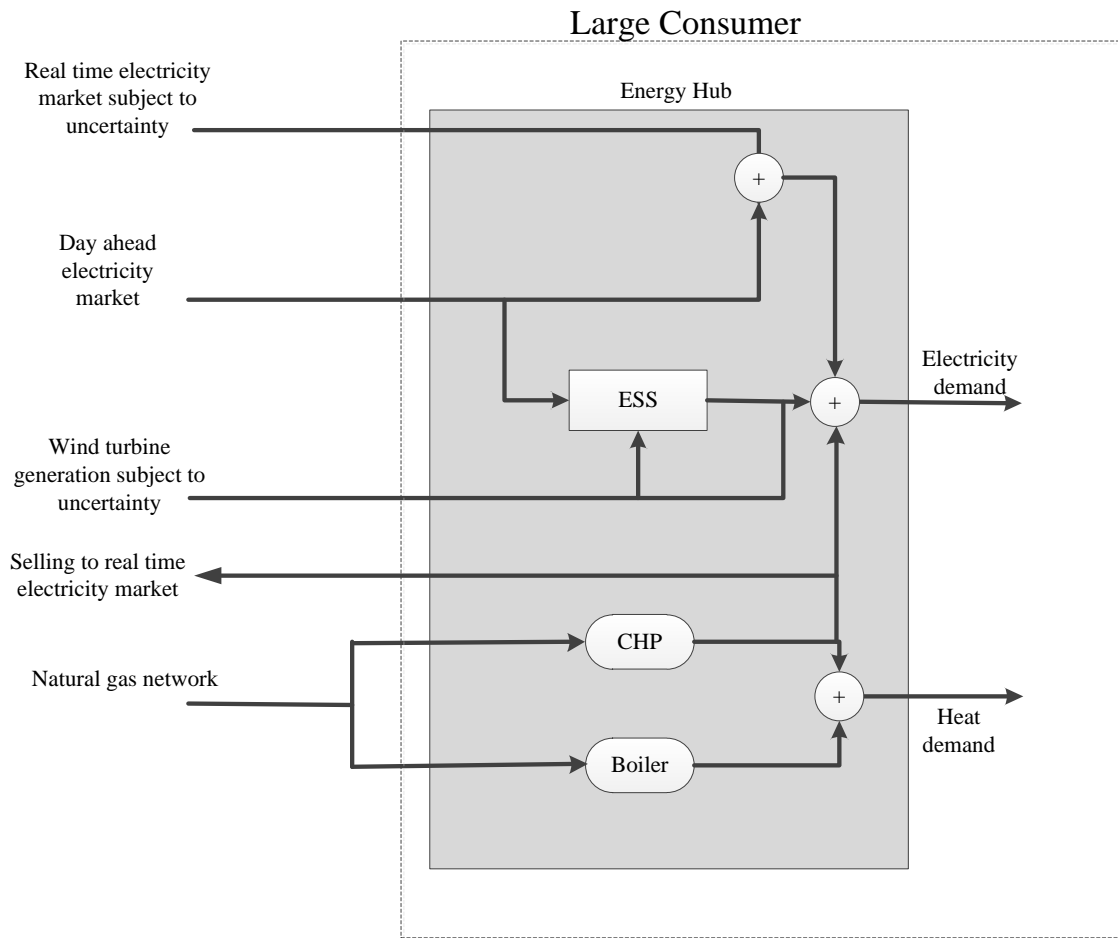 Large Consumer
Real time electricity
market subject to
uncertainty
Energy Hub
+
Day ahead
electricity
market
Electricity
demand
ESS
+
Wind turbine
generation subject to
uncertainty
Selling to real time
electricity market
CHP
Natural gas network
+
Heat
demand
Boiler